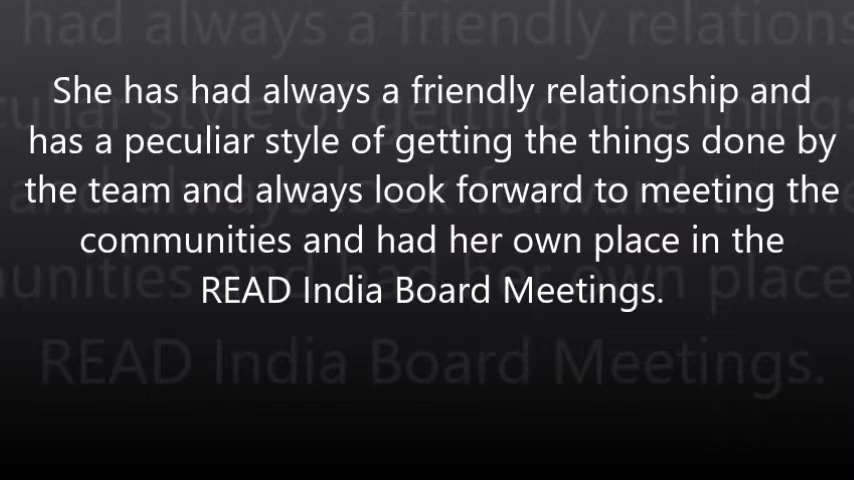 She has had always a friendly relationship and
has a peculiar style of getting the things done by
the team and always look forward to meeting the
communities and had her own place in the
READ India Board Meetings.